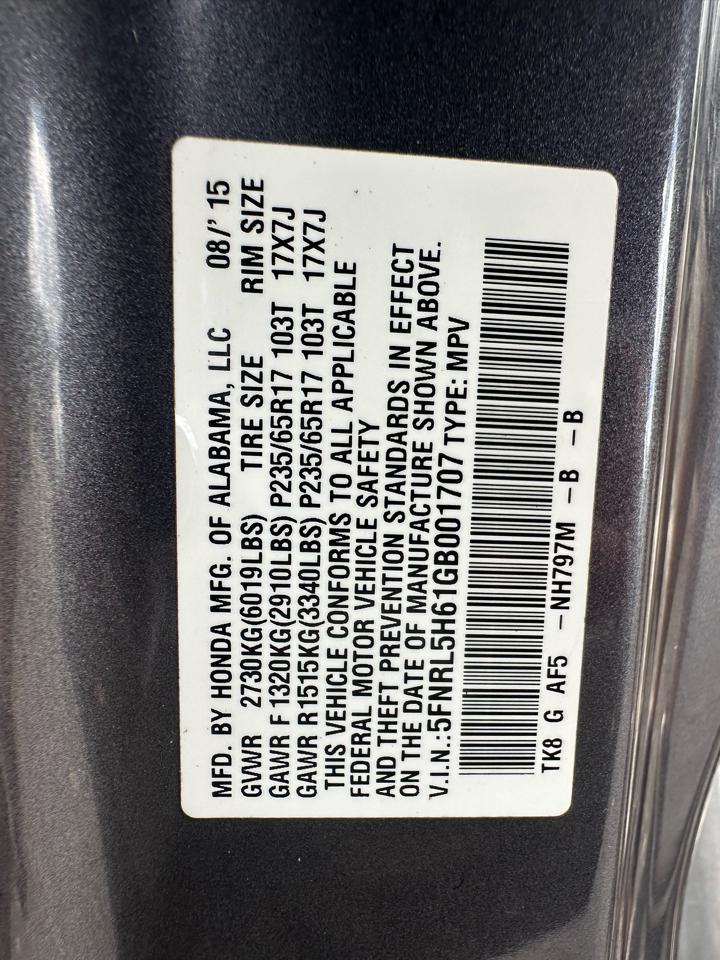 MFD. BY HONDA MFG. OF ALABAMA, LLC 08/' 15
GVWR 2730KG(6019LBS) TIRE SIZE RIM SIZE
GAWR F 1320KG(2910LBS) P235/65R17 103T 17X7J
GAWR R1515KG(3340LBS) P235/65R17 103T 17X7J
THIS VEHICLE CONFORMS TO ALL APPLICABLE
FEDERAL MOTOR VEHICLE SAFETY
AND THEFT PREVENTION STANDARDS IN EFFECT
ON THE DATE OF MANUFACTURE SHOWN ABOVE.
V.I.N.:5FNRL5H61GB001707 TYPE: MPV
TK8 G AF5 -NH797M -B -B